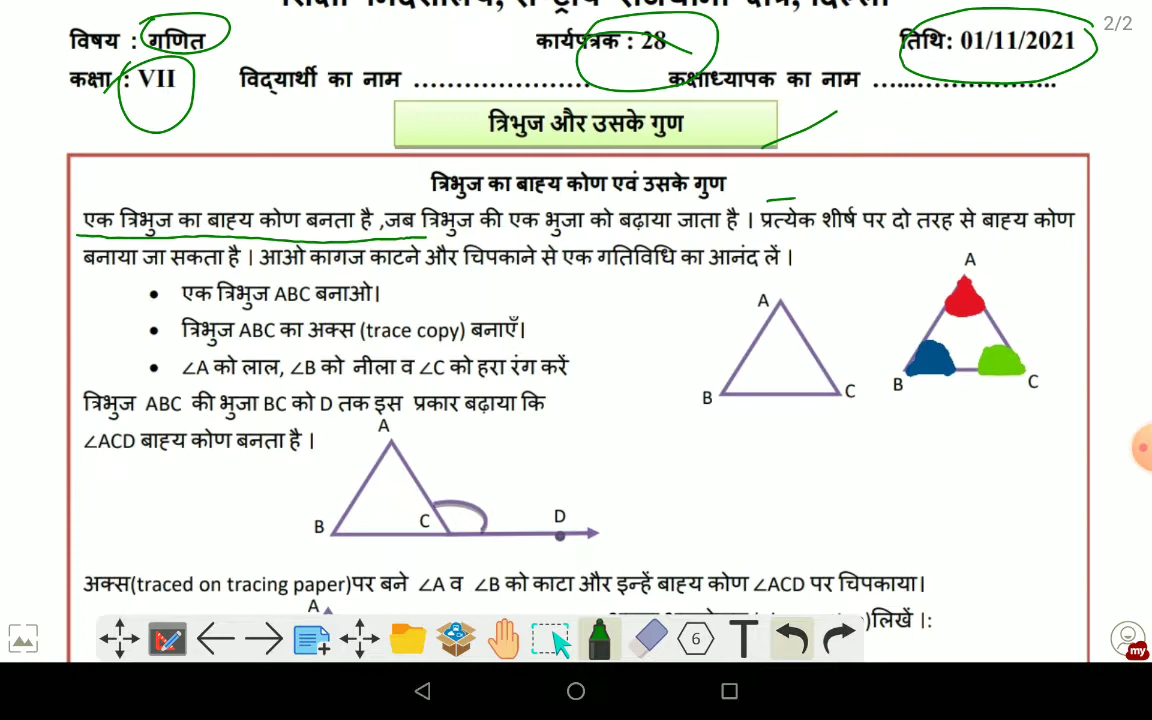 2/2
विषय : गणित कार्यपत्रक : 28 तिथि: 01/11/2021
कक्षा : VII विद्यार्थी का नाम ........................ कक्षाध्यापक का नाम ........................
त्रिभुज और उसके गुण
त्रिभुज का बाह्य कोण एवं उसके गुण
एक त्रिभुज का बाह्य कोण बनता है ,जब त्रिभुज की एक भुजा को बढ़ाया जाता है । प्रत्येक शीर्ष पर दो तरह से बाह्य कोण
बनाया जा सकता है । आओ कागज काटने और चिपकाने से एक गतिविधि का आनंद लें ।
• एक त्रिभुज ABC बनाओ।
• त्रिभुज ABC का अक्स (trace copy) बनाएँ।
• ∠A को लाल, ∠B को नीला व ∠C को हरा रंग करें
A
B
C
A
B
C
त्रिभुज ABC की भुजा BC को D तक इस प्रकार बढ़ाया कि
∠ACD बाह्य कोण बनता है ।
A
B
C
D
अक्स(traced on tracing paper)पर बने ∠A व ∠B को काटा और इन्हें बाह्य कोण ∠ACD पर चिपकाया।
A
)लिखें ।:
6
T
my